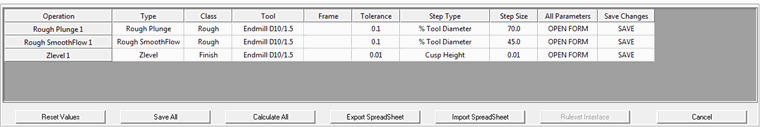 Operation Type Class Tool Frame Tolerance Step Type Step Size All Parameters Save Changes
Rough Plunge 1 Rough Plunge Rough Endmill D10/1.5 0.1 % Tool Diameter 70.0 OPEN FORM SAVE
Rough SmoothFlow 1 Rough SmoothFlow Rough Endmill D10/1.5 0.1 % Tool Diameter 45.0 OPEN FORM SAVE
Zlevel 1 Zlevel Finish Endmill D10/1.5 0.01 Cusp Height 0.01 OPEN FORM SAVE
Reset Values Save All Calculate All Export SpreadSheet Import SpreadSheet Ruleset Interface Cancel